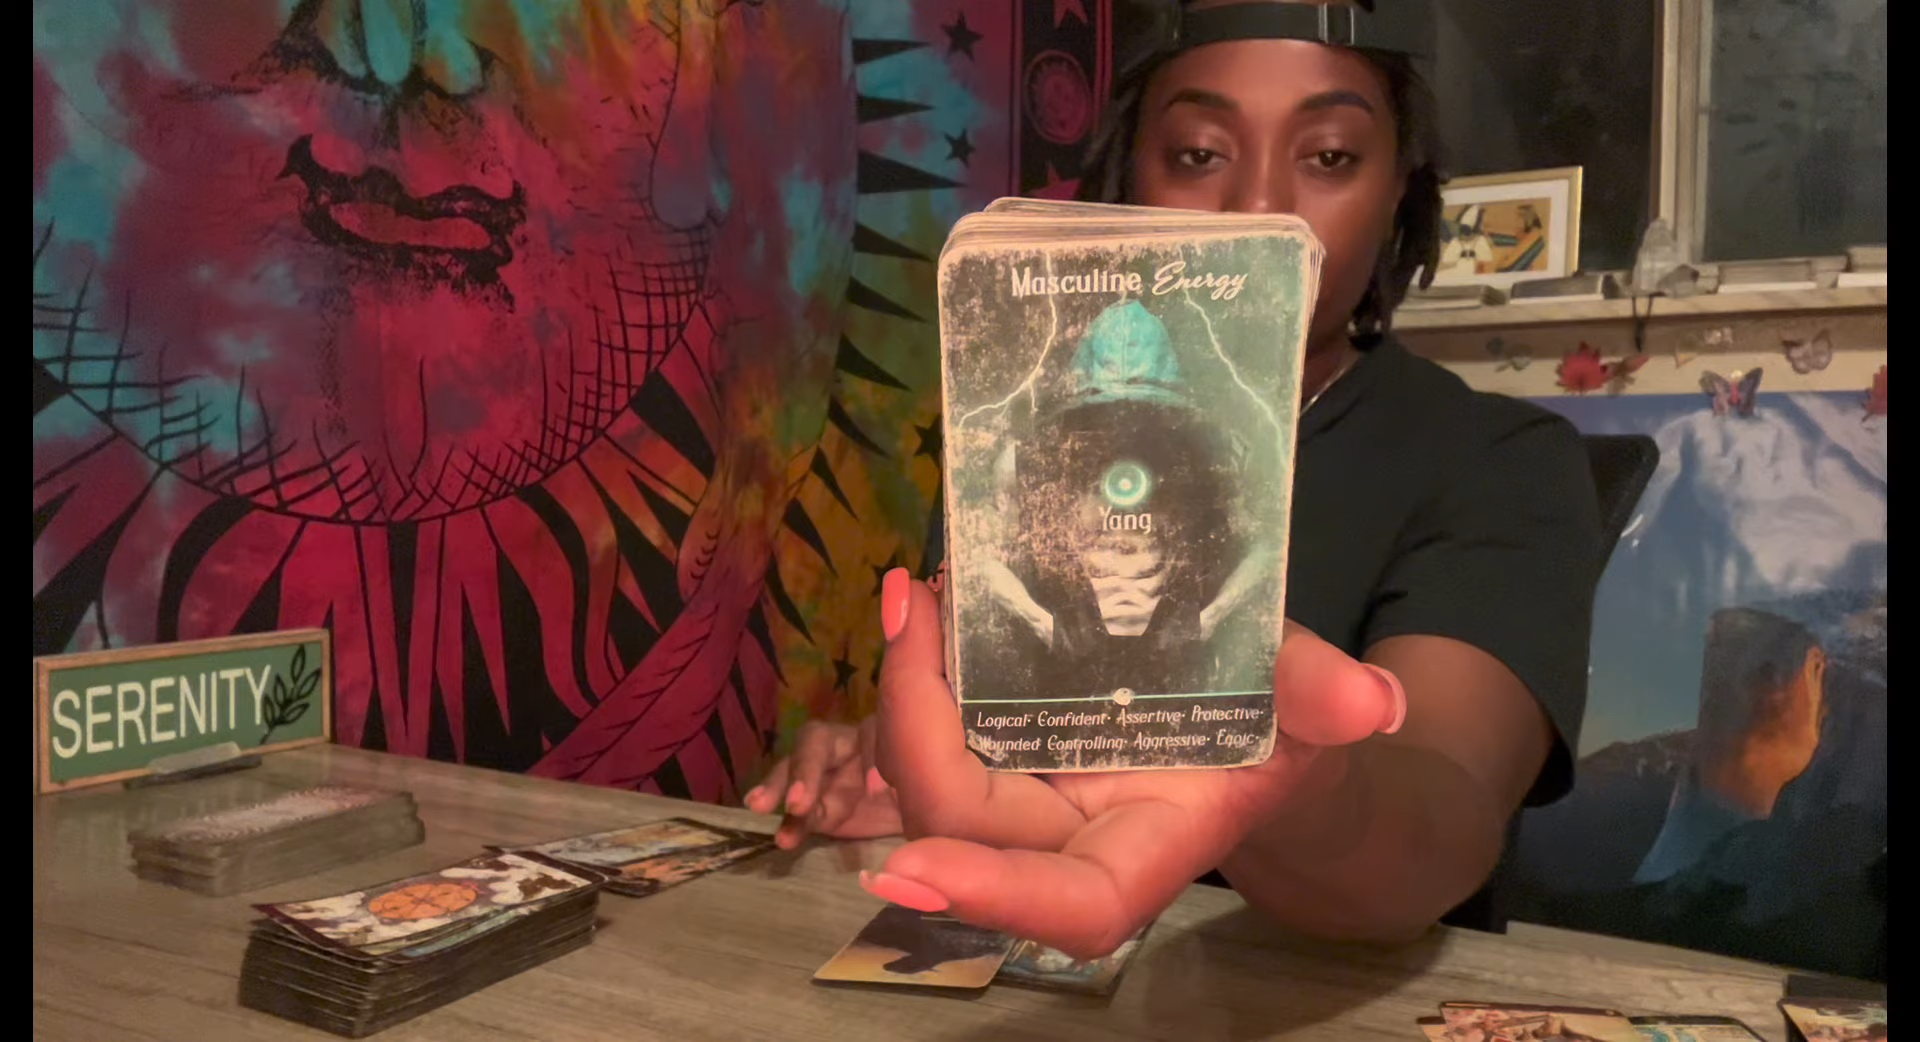 Masculine Energy
Yang
Logical· Confident· Assertive· Protective·
Wounded Controlling· Aggressive· Egoic·
SERENITY